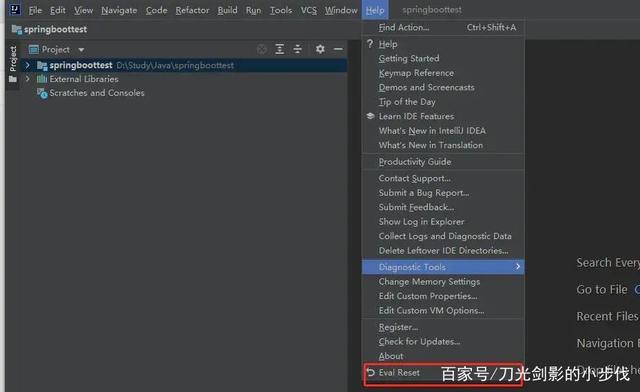 File Edit View Navigate Code Refactor Build Run Tools VCS Window Help springboottest
springboottest
Project
Project
springboottest D:\Study\Java\springboottest
External Libraries
Scratches and Consoles
Find Action... Ctrl+Shift+A
Help
Getting Started
Keymap Reference
Demos and Screencasts
Tip of the Day
Learn IDE Features
What's New in IntelliJ IDEA
What's New in Translation
Productivity Guide
Contact Support...
Submit a Bug Report...
Submit Feedback...
Show Log in Explorer
Collect Logs and Diagnostic Data
Delete Leftover IDE Directories...
Diagnostic Tools
Change Memory Settings
Edit Custom Properties...
Edit Custom VM Options...
Register...
Check for Updates...
About
Eval Reset
Search Every
Go to File
Recent Files
Navigation B
百家号/刀光剑影的小步伐